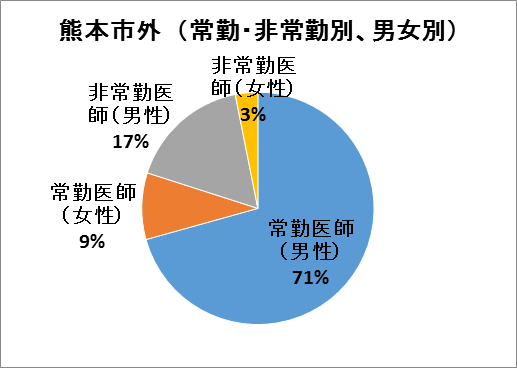 熊本市外 （常勤・非常勤別、男女別）
非常勤医
師（女性）
3%
非常勤医
師（男性）
17%
常勤医師
（女性）
9%
常勤医師
（男性）
71%